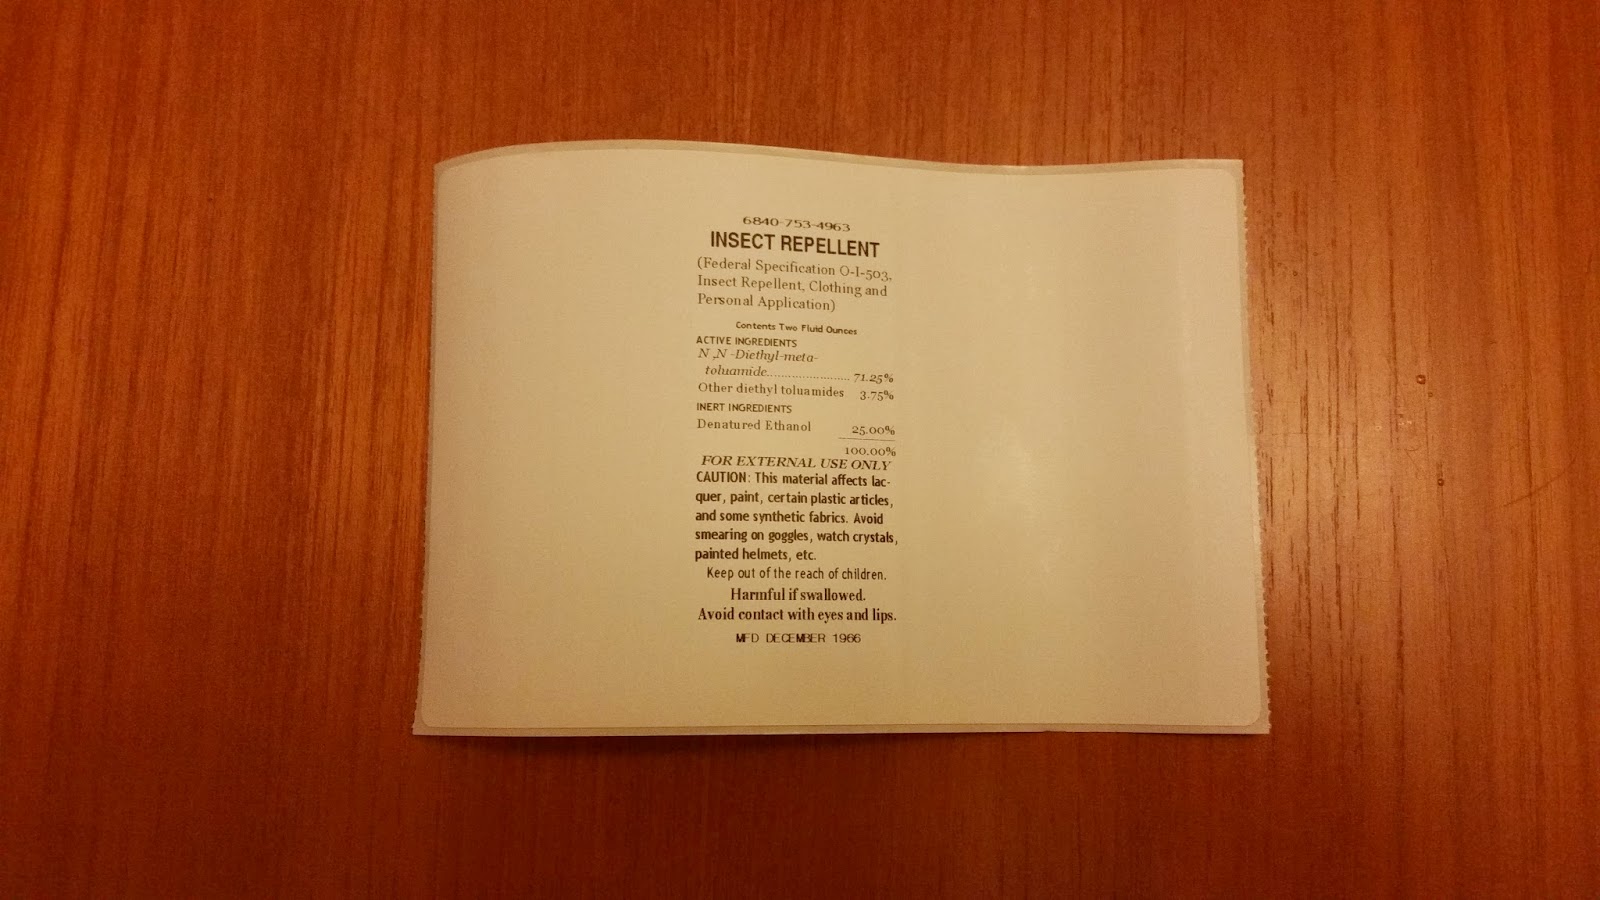 6840-753-4963
INSECT REPELLENT
(Federal Specification O-I-503,
Insect Repellent, Clothing and
Personal Application)
Contents Two Fluid Ounces
ACTIVE INGREDIENTS
N ,N -Diethyl-meta-
toluamide....................... 71.25%
Other diethyl toluamides 3.75%
INERT INGREDIENTS
Denatured Ethanol 25.00%
100.00%
FOR EXTERNAL USE ONLY
CAUTION: This material affects lac-
quer, paint, certain plastic articles,
and some synthetic fabrics. Avoid
smearing on goggles, watch crystals,
painted helmets, etc.
Keep out of the reach of children.
Harmful if swallowed.
Avoid contact with eyes and lips.
MFD DECEMBER 1966